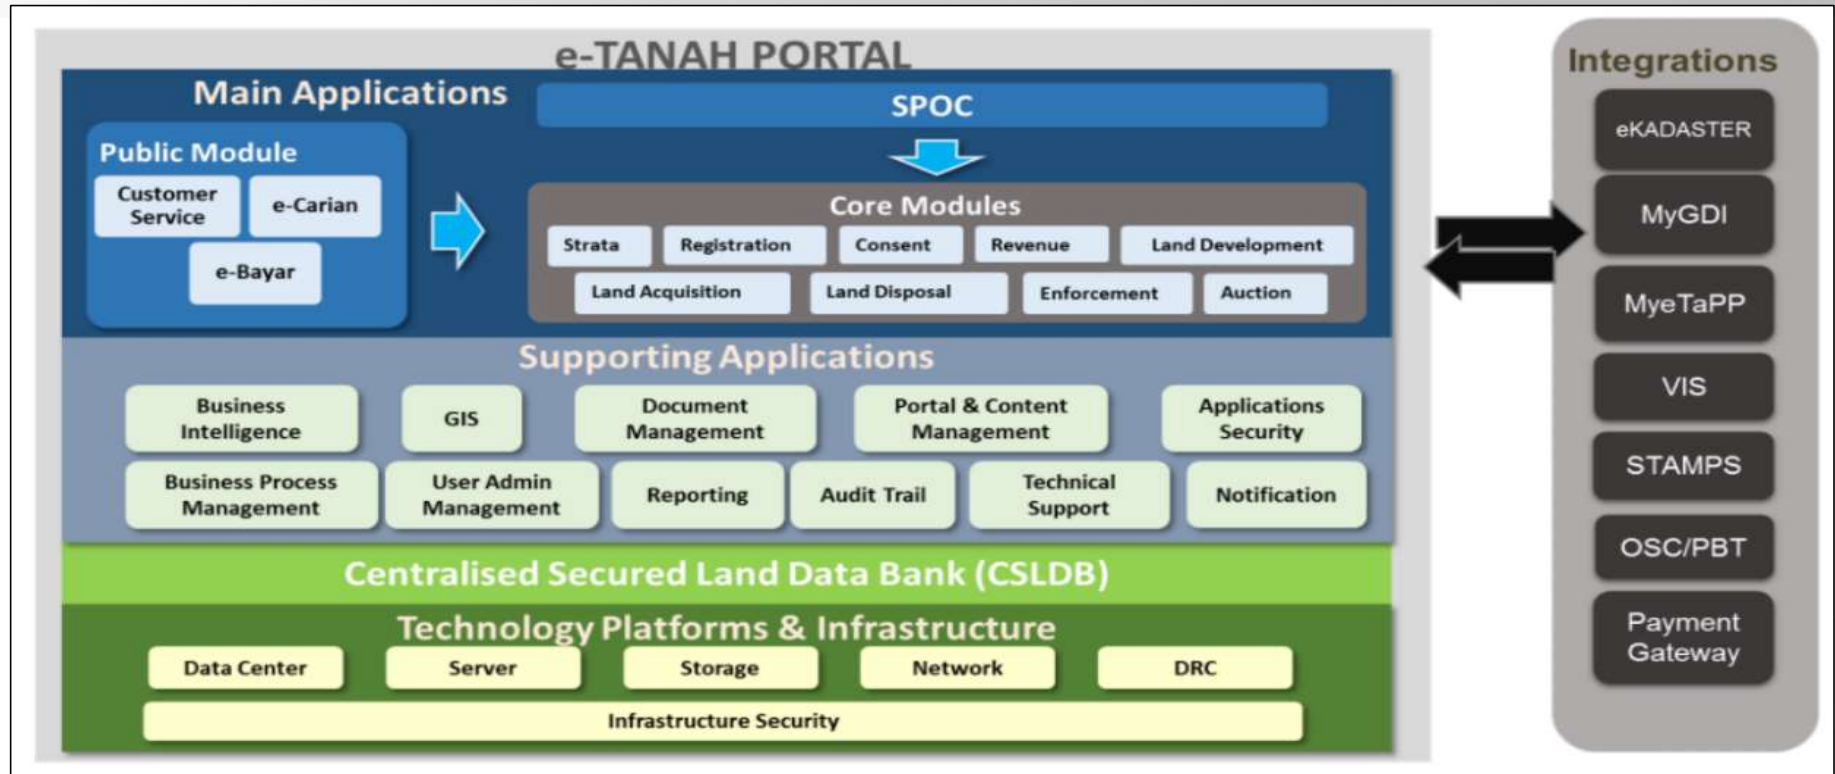 e-TANAH PORTAL
Main Applications
SPOC
Public Module
Customer
Service
e-Carian
e-Bayar
Core Modules
Strata
Registration
Consent
Revenue
Land Development
Land Acquisition
Land Disposal
Enforcement
Auction
Supporting Applications
Business
Intelligence
GIS
Document
Management
Portal & Content
Management
Applications
Security
Business Process
Management
User Admin
Management
Reporting
Audit Trail
Technical
Support
Notification
Centralised Secured Land Data Bank (CSLDB)
Technology Platforms & Infrastructure
Data Center
Server
Storage
Network
DRC
Infrastructure Security
Integrations
eKADASTER
MyGDI
MyeTaPP
VIS
STAMPS
OSC/PBT
Payment
Gateway